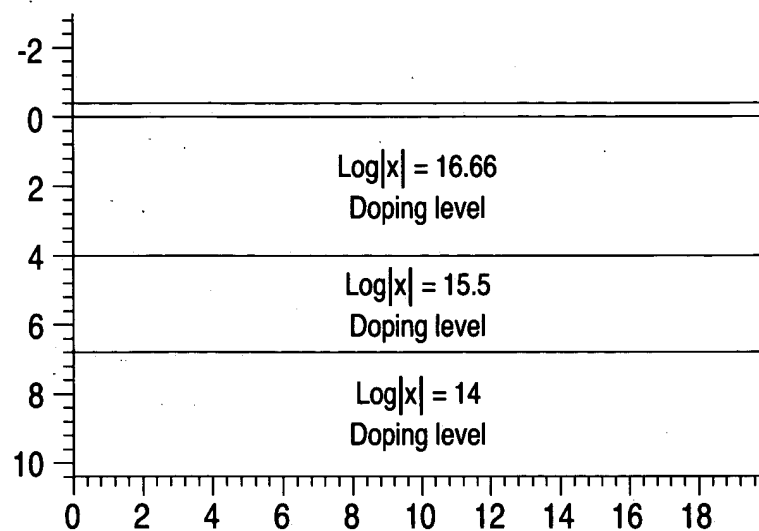 -2
0
Log|x| = 16.66
2
Doping level
4
Log|x| = 15.5
6
Doping level
8
Log|x| = 14
Doping level
10
0 2 4 6 8 10 12 14 16 18